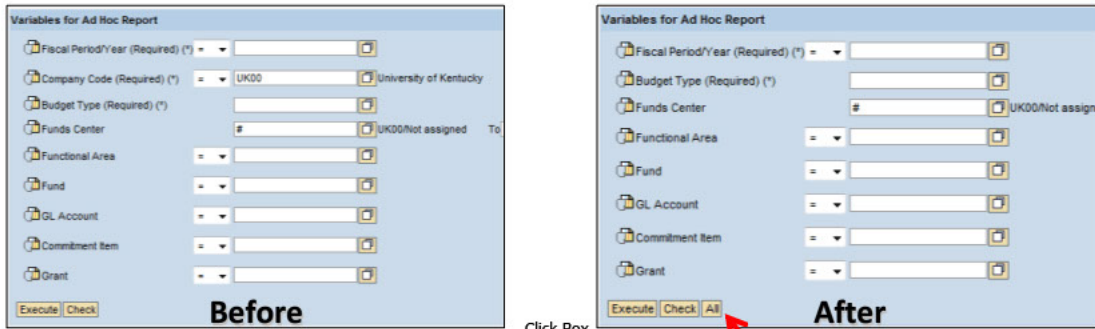 Variables for Ad Hoc Report
Fiscal Period/Year (Required) (*) =
Company Code (Required) (*) = UK00 University of Kentucky
Budget Type (Required) (*)
Funds Center # UK00/Not assigned To
Functional Area =
Fund =
GL Account =
Commitment Item =
Grant =
Execute Check
Before
Click Box
Variables for Ad Hoc Report
Fiscal Period/Year (Required) (*) =
Budget Type (Required) (*)
Funds Center # UK00/Not assign
Functional Area =
Fund =
GL Account =
Commitment Item =
Grant =
Execute Check All
After